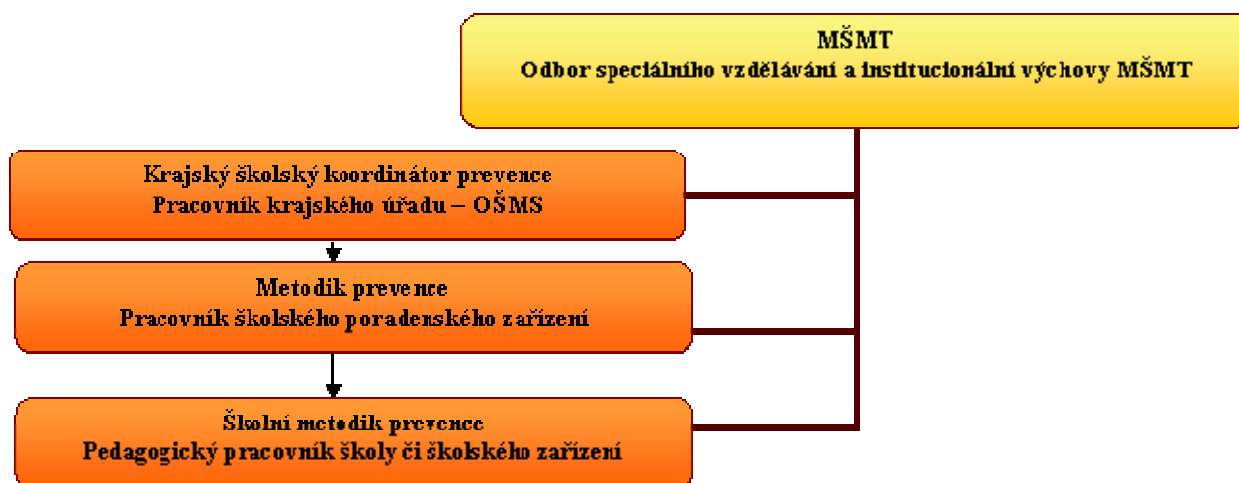 MŠMT
Odbor speciálního vzdělávání a institucionální výchovy MŠMT
Krajský školský koordinátor prevence
Pracovník krajského úřadu – OŠMS
Metodik prevence
Pracovník školského poradenského zařízení
Školní metodik prevence
Pedagogický pracovník školy či školského zařízení